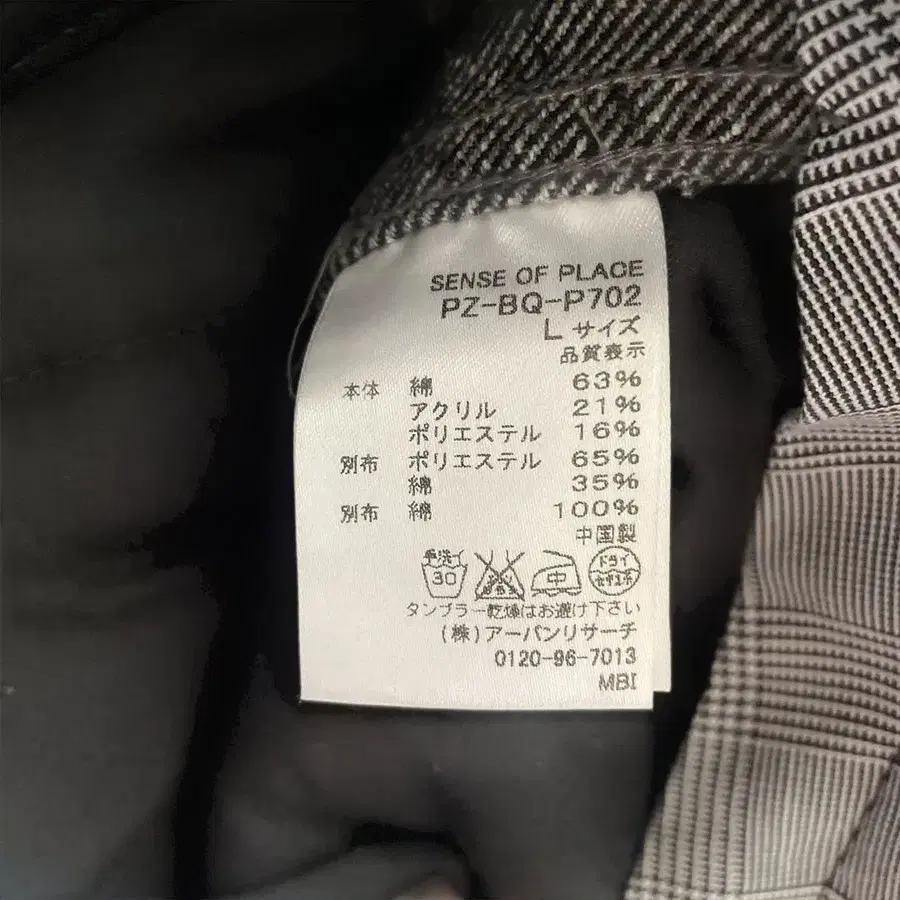 SENSE OF PLACE
PZ-BQ-P702
L サイズ
品質表示
本体 綿 63%
アクリル 21%
ポリエステル 16%
別布 ポリエステル 65%
綿 35%
別布 綿 100%
中国製
手洗イ 30 中 ドライ セキユ系
タンブラー乾燥はお避け下さい
(株)アーバンリサーチ
0120-96-7013
MBI